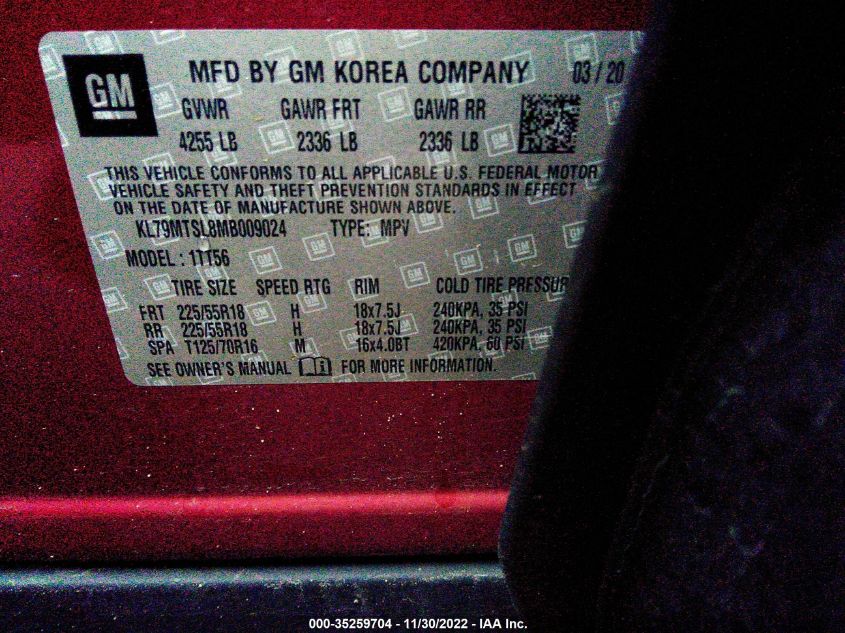 GM
MFD BY GM KOREA COMPANY 03/20
GVWR GAWR FRT GAWR RR
4255 LB 2336 LB 2336 LB
THIS VEHICLE CONFORMS TO ALL APPLICABLE U.S. FEDERAL MOTOR
VEHICLE SAFETY AND THEFT PREVENTION STANDARDS IN EFFECT
ON THE DATE OF MANUFACTURE SHOWN ABOVE.
KL79MTSL8MB009024 TYPE: MPV
MODEL : 1TT56
TIRE SIZE SPEED RTG RIM COLD TIRE PRESSUR
FRT 225/55R18 H 18x7.5J 240KPA, 35 PSI
RR 225/55R18 H 18x7.5J 240KPA, 35 PSI
SPA T125/70R16 M 16x4.0BT 420KPA, 60 PSI
SEE OWNER'S MANUAL FOR MORE INFORMATION.
000-35259704 - 11/30/2022 - IAA Inc.